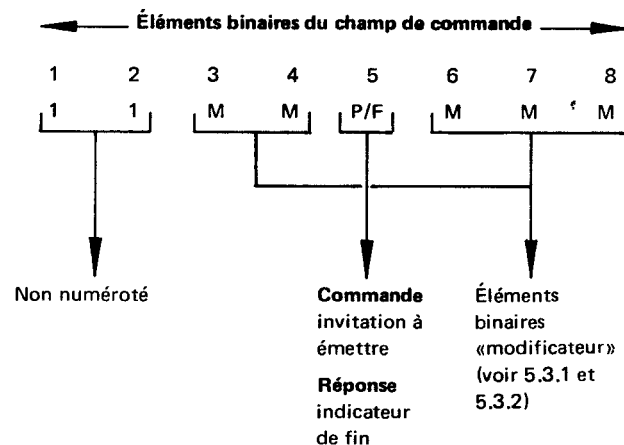 Éléments binaires du champ de commande
1 2 3 4 5 6 7 8
1 1 M M P/F M M M
Non numéroté
Commande
invitation à
émettre
Réponse
indicateur
de fin
Éléments
binaires
«modificateur»
(voir 5.3.1 et
5.3.2)